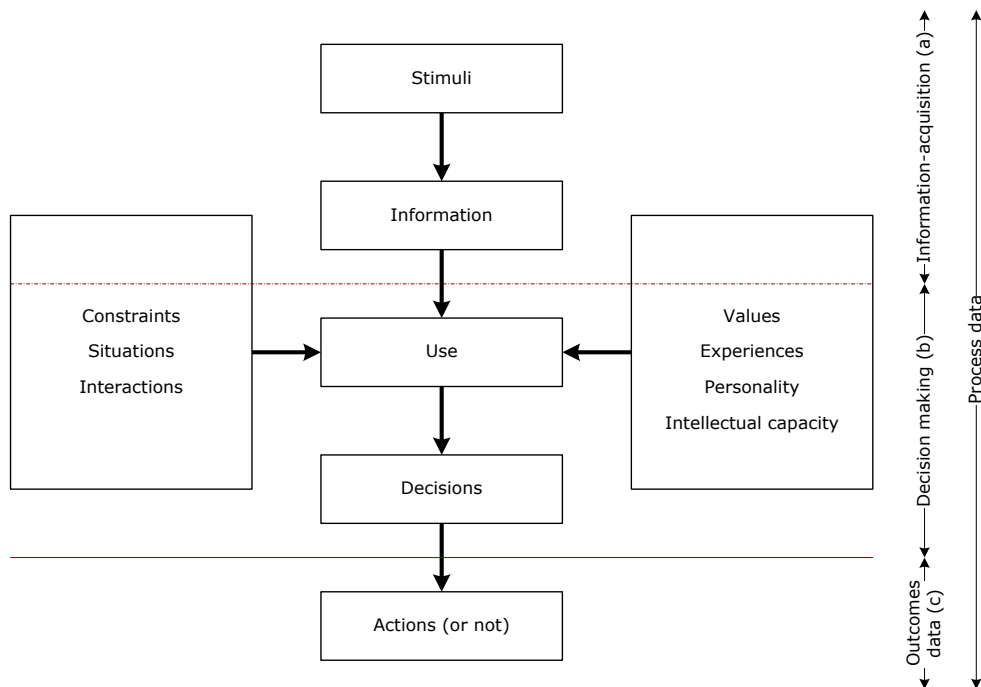 Stimuli
Information
Constraints
Situations
Interactions
Use
Values
Experiences
Personality
Intellectual capacity
Decisions
Actions (or not)
Information-acquisition (a)
Decision making (b)
Outcomes
data (c)
Process data